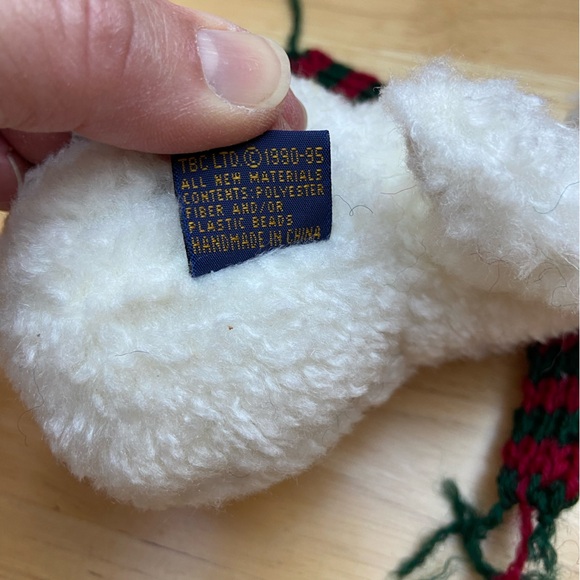 TBC LTD.©1990-95
ALL NEW MATERIALS
CONTENTS:POLYESTER
FIBER AND/OR
PLASTIC BEADS
HANDMADE IN CHINA